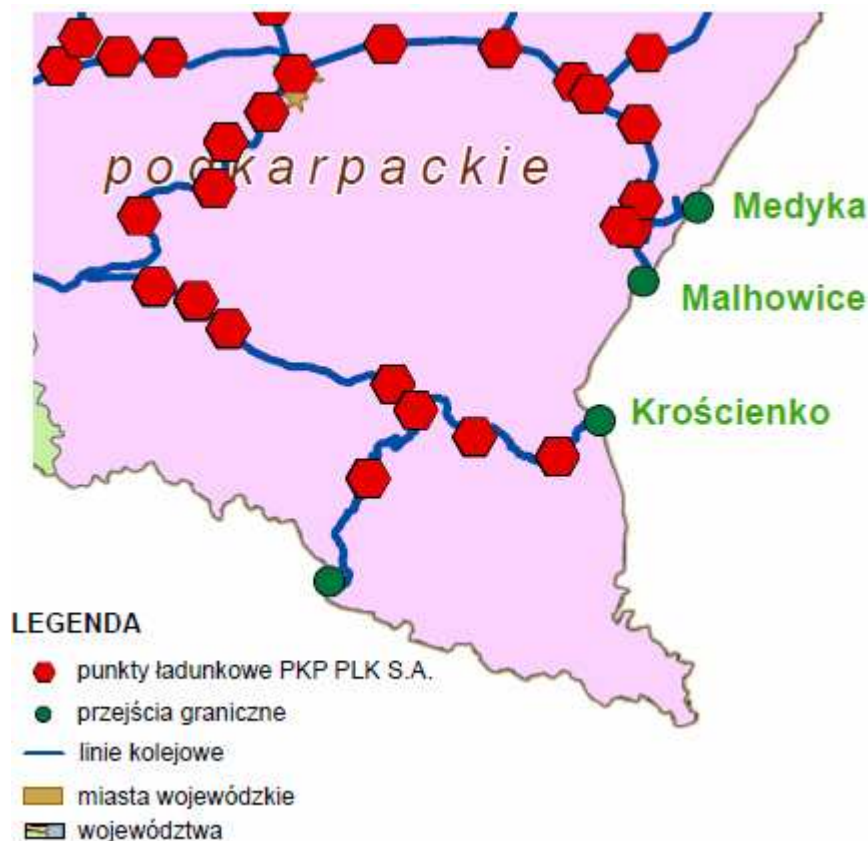 podkarpackie
Medyka
Malhowice
Krościenko
LEGENDA
punkty ładunkowe PKP PLK S.A.
przejścia graniczne
linie kolejowe
miasta wojewódzkie
województwa